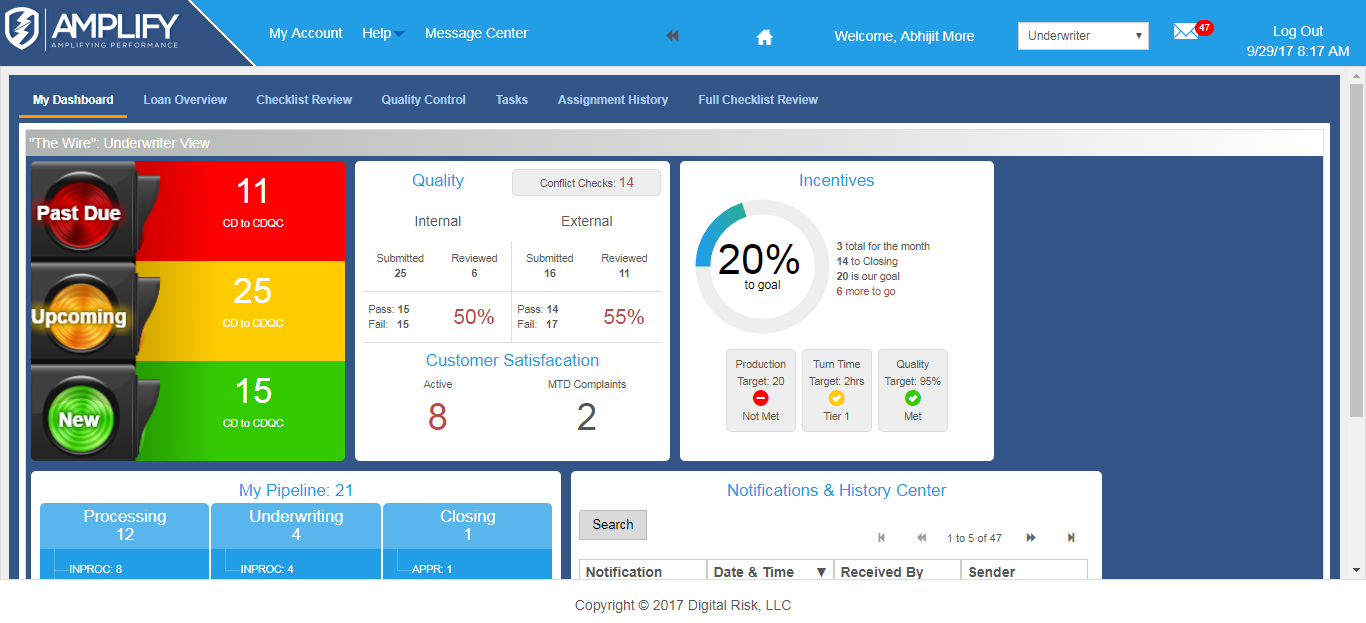 AMPLIFY
AMPLIFYING PERFORMANCE
My Account Help Message Center
Welcome, Abhijit More
Underwriter
47
Log Out
9/29/17 8:17 AM
My Dashboard Loan Overview Checklist Review Quality Control Tasks Assignment History Full Checklist Review
"The Wire": Underwriter View
Past Due
11
CD to CDQC
Upcoming
25
CD to CDQC
New
15
CD to CDQC
Quality
Conflict Checks: 14
Internal External
Submitted Reviewed Submitted Reviewed
25 6 16 11
Pass: 15 50% Pass: 14 55%
Fail: 15 Fail: 17
Customer Satisfacation
Active MTD Complaints
8 2
Incentives
20%
to goal
3 total for the month
14 to Closing
20 is our goal
6 more to go
Production Turn Time Quality
Target: 20 Target: 2hrs Target: 95%
Not Met Tier 1 Met
My Pipeline: 21
Processing Underwriting Closing
12 4 1
INPROC: 8 INPROC: 4 APPR: 1
Notifications & History Center
Search
1 to 5 of 47
Notification Date & Time ▼ Received By Sender
Copyright © 2017 Digital Risk, LLC